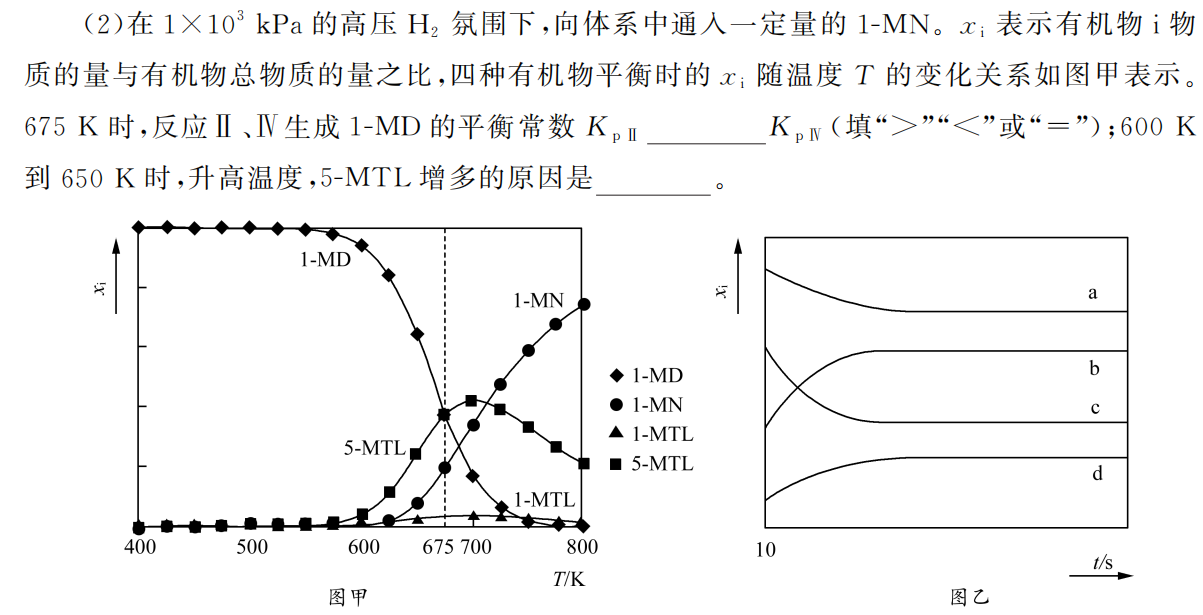 (2)在 1×10³ kPa 的高压 H₂ 氛围下,向体系中通入一定量的 1-MN。xᵢ 表示有机物 i 物
质的量与有机物总物质的量之比,四种有机物平衡时的 xᵢ 随温度 T 的变化关系如图甲表示。
675 K 时,反应Ⅱ、Ⅳ生成 1-MD 的平衡常数 KpⅡ ________ KpⅣ(填“>”“<”或“=”);600 K
到 650 K 时,升高温度,5-MTL 增多的原因是________。
xᵢ
1-MD
1-MN
5-MTL
1-MTL
400
500
600
675
700
800
T/K
1-MD
1-MN
1-MTL
5-MTL
图甲
xᵢ
a
b
c
d
10
t/s
图乙